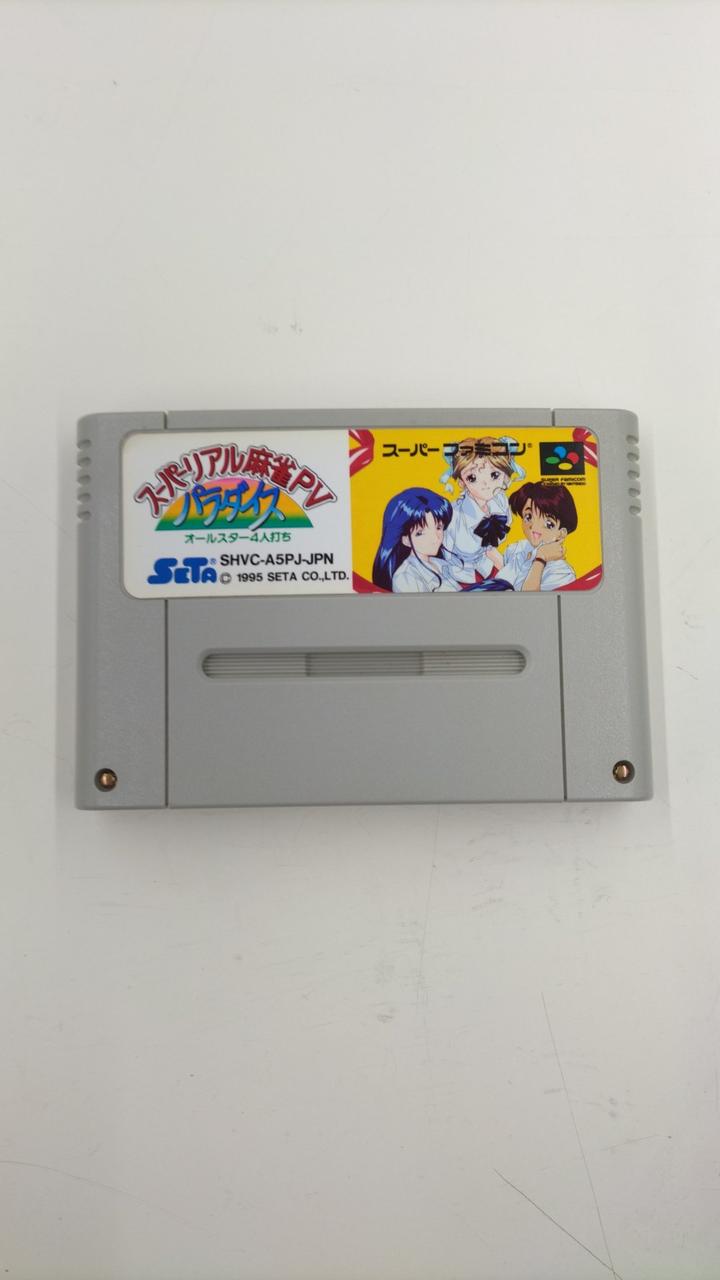 スーパーリアル麻雀PV
パラダイス
オールスター4人打ち
SETA® SHVC-A5PJ-JPN
© 1995 SETA CO.,LTD.
スーパーファミコン®
SUPER FAMICOM